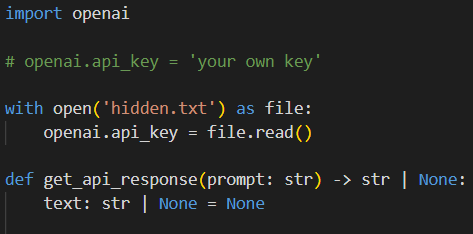 import openai
# openai.api_key = 'your own key'
with open('hidden.txt') as file:
    openai.api_key = file.read()
def get_api_response(prompt: str) -> str | None:
    text: str | None = None